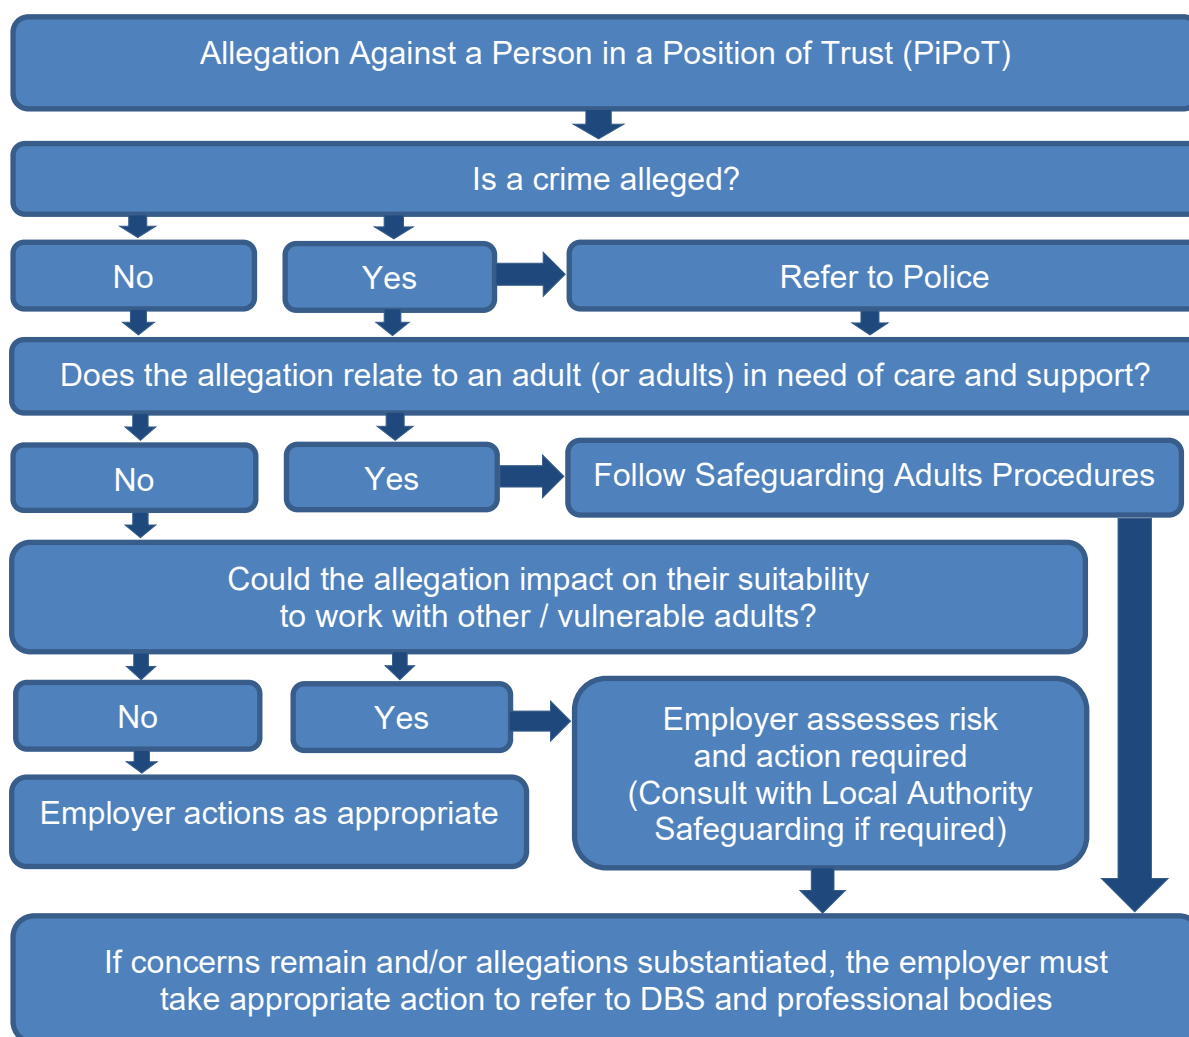 Allegation Against a Person in a Position of Trust (PiPoT)
Is a crime alleged?
No
Yes
Refer to Police
Does the allegation relate to an adult (or adults) in need of care and support?
No
Yes
Follow Safeguarding Adults Procedures
Could the allegation impact on their suitability
to work with other / vulnerable adults?
No
Yes
Employer assesses risk
and action required
(Consult with Local Authority
Safeguarding if required)
Employer actions as appropriate
If concerns remain and/or allegations substantiated, the employer must
take appropriate action to refer to DBS and professional bodies